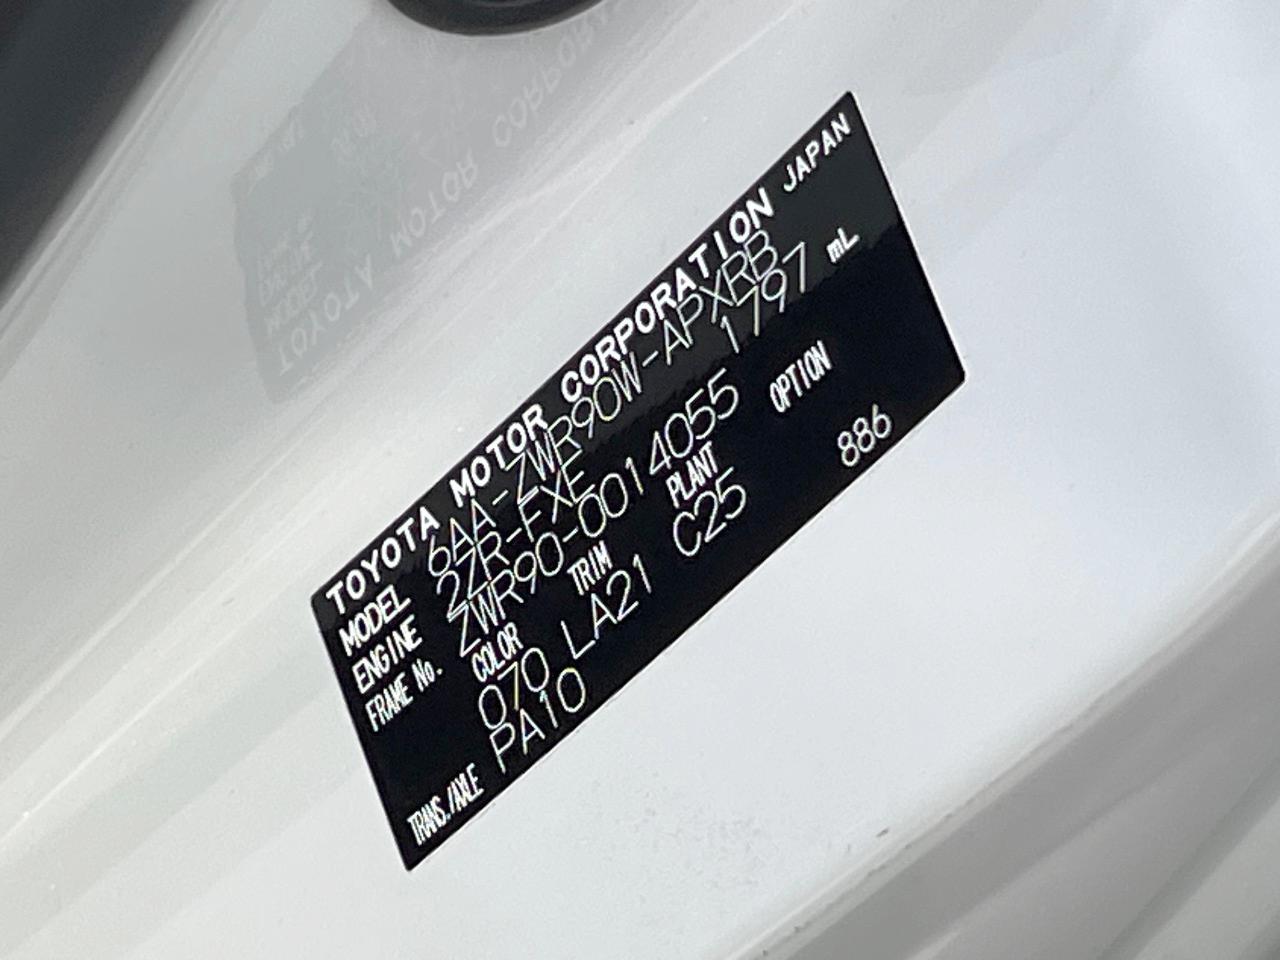 TOYOTA MOTOR CORPORATION JAPAN
MODEL 6AA-ZWR90W-APXRB
ENGINE 2ZR-FXE 1797 mL
FRAME No. ZWR90-0014055
COLOR TRIM PLANT OPTION
070 LA21 C25 886
TRANS./AXLE PA10